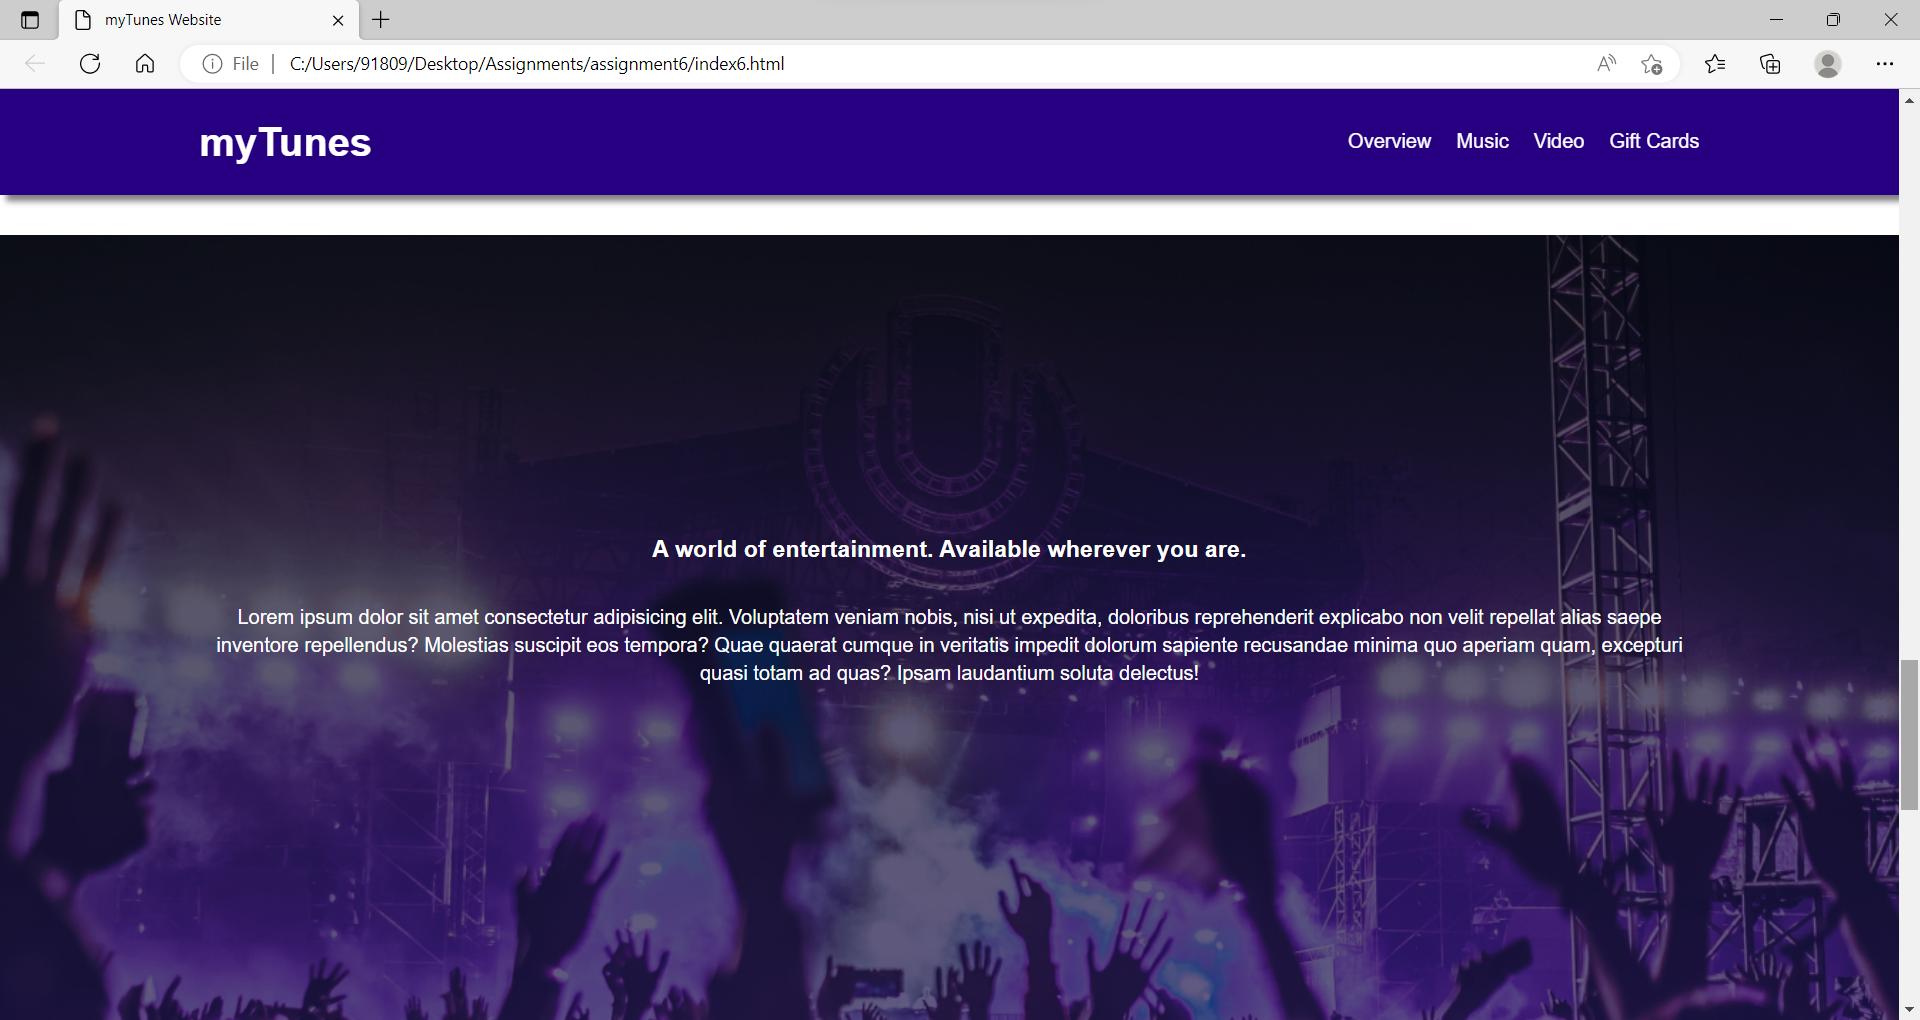 myTunes Website
File
C:/Users/91809/Desktop/Assignments/assignment6/index6.html
myTunes
Overview Music Video Gift Cards
A world of entertainment. Available wherever you are.
Lorem ipsum dolor sit amet consectetur adipisicing elit. Voluptatem veniam nobis, nisi ut expedita, doloribus reprehenderit explicabo non velit repellat alias saepe
inventore repellendus? Molestias suscipit eos tempora? Quae quaerat cumque in veritatis impedit dolorum sapiente recusandae minima quo aperiam quam, excepturi
quasi totam ad quas? Ipsam laudantium soluta delectus!